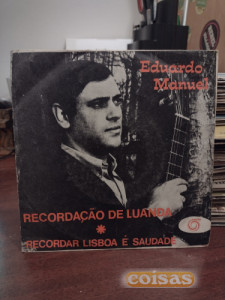 Eduardo
Manuel
RECORDAÇÃO DE LUANDA
*
RECORDAR LISBOA É SAUDADE
coisas